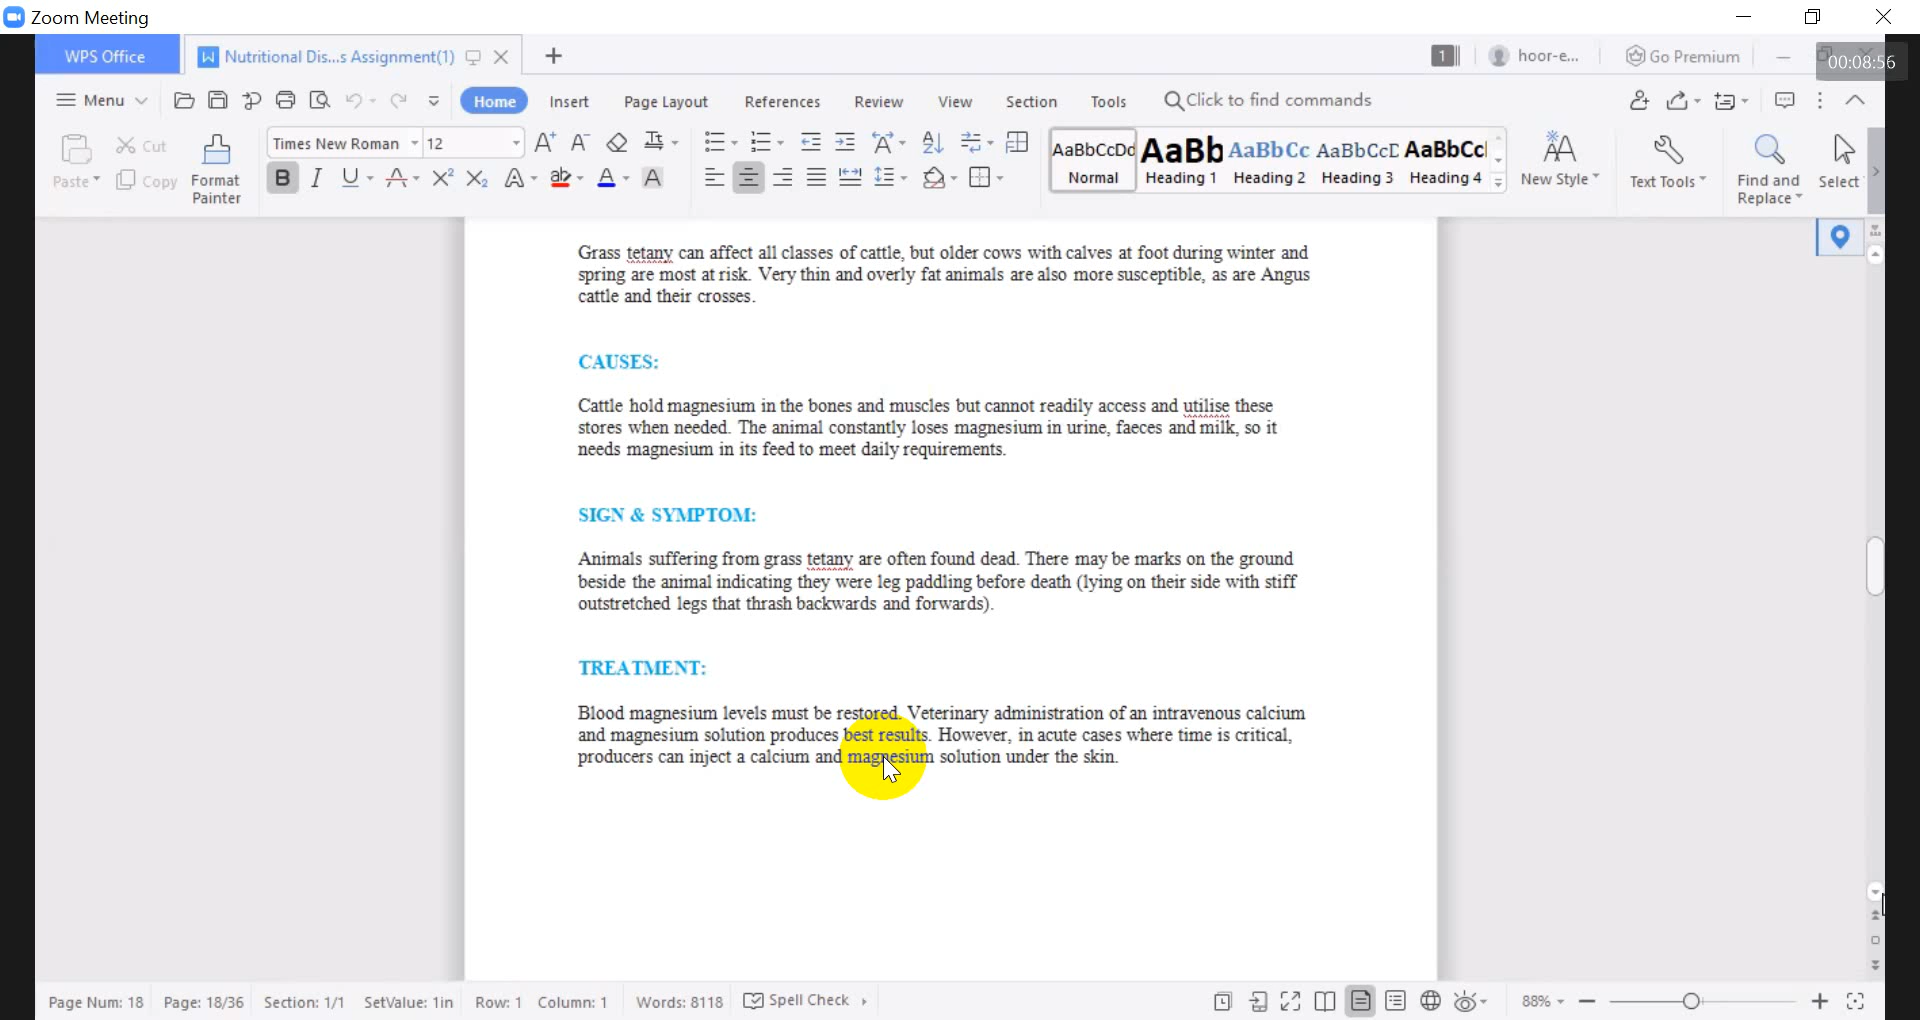 Zoom Meeting
WPS Office
Nutritional Dis...s Assignment(1)
1
hoor-e...
Go Premium
00:08:56
Menu
Home
Insert
Page Layout
References
Review
View
Section
Tools
Click to find commands
Paste
Cut
Copy
Format
Painter
Times New Roman
12
AaBbCcDd
Normal
AaBb
Heading 1
AaBbCc
Heading 2
AaBbCcD
Heading 3
AaBbCc
Heading 4
New Style
Text Tools
Find and
Replace
Select
Grass tetany can affect all classes of cattle, but older cows with calves at foot during winter and
spring are most at risk. Very thin and overly fat animals are also more susceptible, as are Angus
cattle and their crosses.
CAUSES:
Cattle hold magnesium in the bones and muscles but cannot readily access and utilise these
stores when needed. The animal constantly loses magnesium in urine, faeces and milk, so it
needs magnesium in its feed to meet daily requirements.
SIGN & SYMPTOM:
Animals suffering from grass tetany are often found dead. There may be marks on the ground
beside the animal indicating they were leg paddling before death (lying on their side with stiff
outstretched legs that thrash backwards and forwards).
TREATMENT:
Blood magnesium levels must be restored. Veterinary administration of an intravenous calcium
and magnesium solution produces best results. However, in acute cases where time is critical,
producers can inject a calcium and magnesium solution under the skin.
Page Num: 18
Page: 18/36
Section: 1/1
SetValue: 1in
Row: 1
Column: 1
Words: 8118
Spell Check
88%